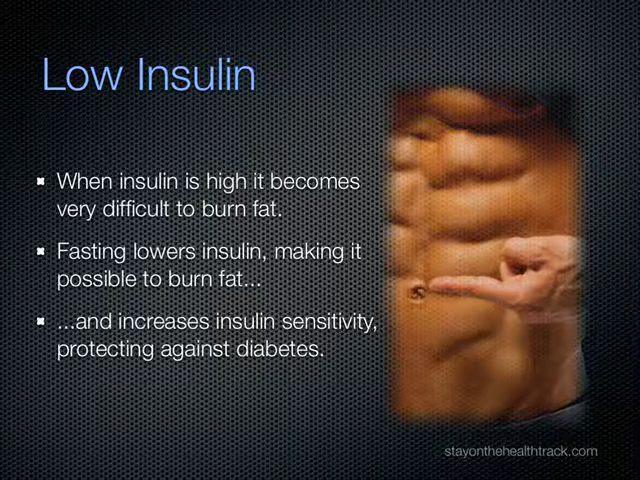 Low Insulin
When insulin is high it becomes
very difficult to burn fat.
Fasting lowers insulin, making it
possible to burn fat...
...and increases insulin sensitivity,
protecting against diabetes.
stayonthehealthtrack.com